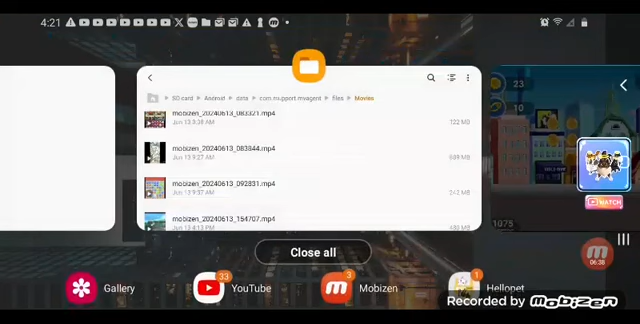 4:21
SD card ▸ Android ▸ data ▸ com.rsupport.mvagent ▸ files ▸ Movies
mobizen_20240613_083321.mp4
Jun 13 8:38 AM
122 MB
mobizen_20240613_083844.mp4
Jun 13 9:27 AM
689 MB
mobizen_20240613_092831.mp4
Jun 13 9:37 AM
242 MB
mobizen_20240613_154707.mp4
Jun 13 4:13 PM
23
10
WATCH
1075
06:38
Close all
Gallery
33
YouTube
3
Mobizen
1
Hellopet
Recorded by mobizen